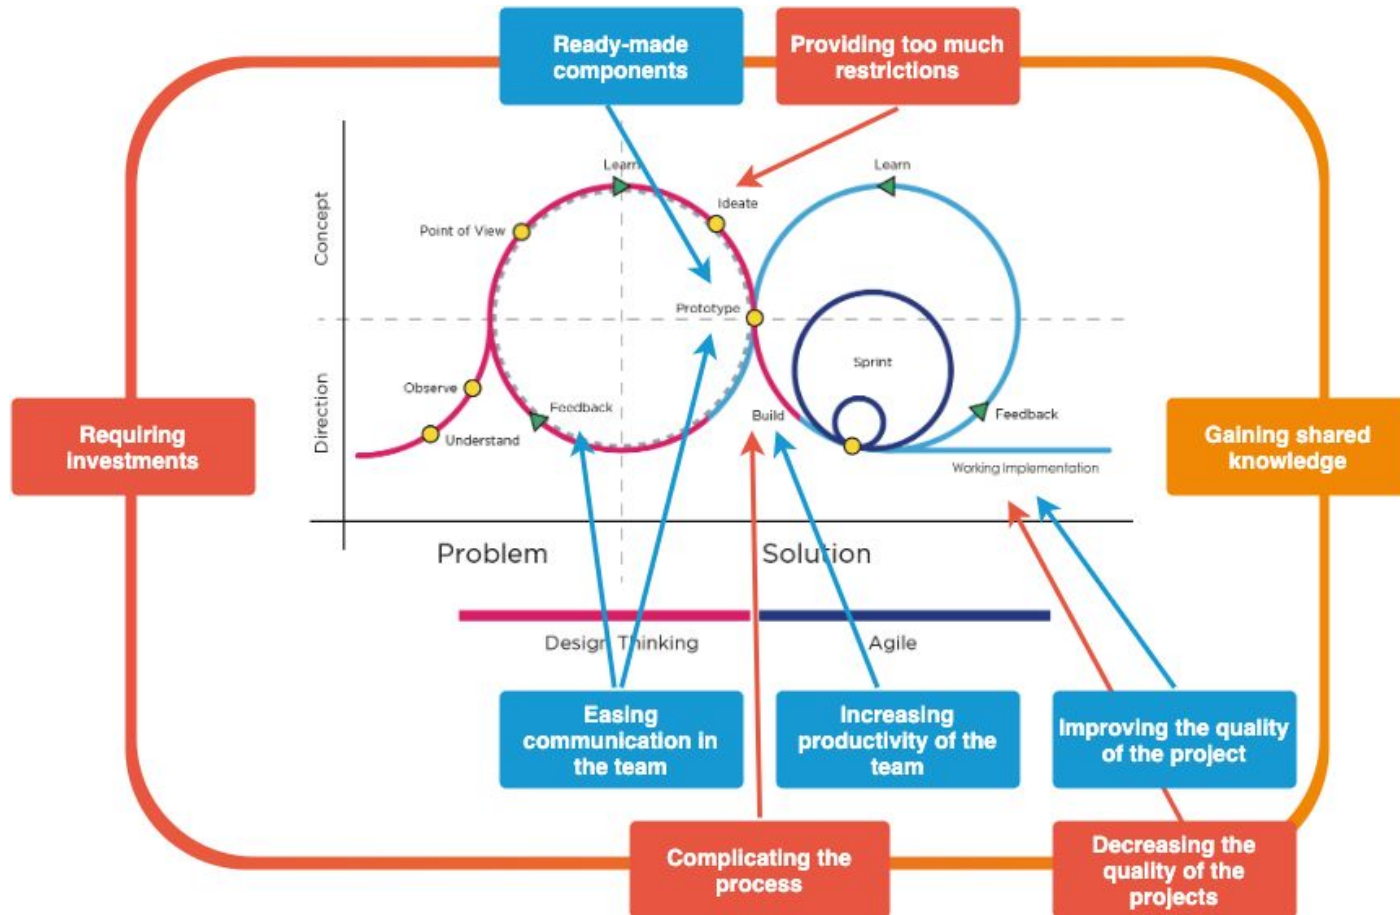 Ready-made
components
Providing too much
restrictions
Concept
Direction
Learn
Learn
Ideate
Point of View
Prototype
Sprint
Observe
Understand
Feedback
Build
Feedback
Working Implementation
Requiring
investments
Gaining shared
knowledge
Problem
Solution
Design Thinking
Agile
Easing
communication in
the team
Increasing
productivity of the
team
Improving the quality
of the project
Complicating the
process
Decreasing the
quality of the
projects